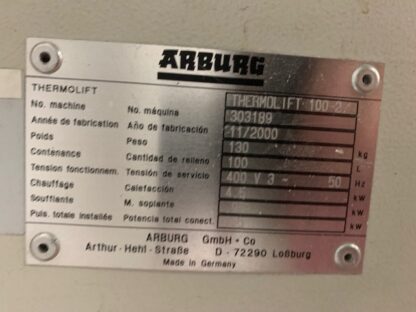 ARBURG
THERMOLIFT THERMOLIFT 100-2
No. machine No. máquina 303189
Année de fabrication Año de fabricación 11/2000
Poids Peso 130 kg
Contenance Cantidad de relleno 100 L
Tension fonctionnem. Tensión de servicio 400 V 3 ~ 50 Hz
Chauffage Calefacción kW
Soufflante M. soplante kW
Puis. totale installée Potencia total conect. kW
ARBURG GmbH + Co
Arthur - Hehl - Straße D - 72290 Loßburg
Made in Germany